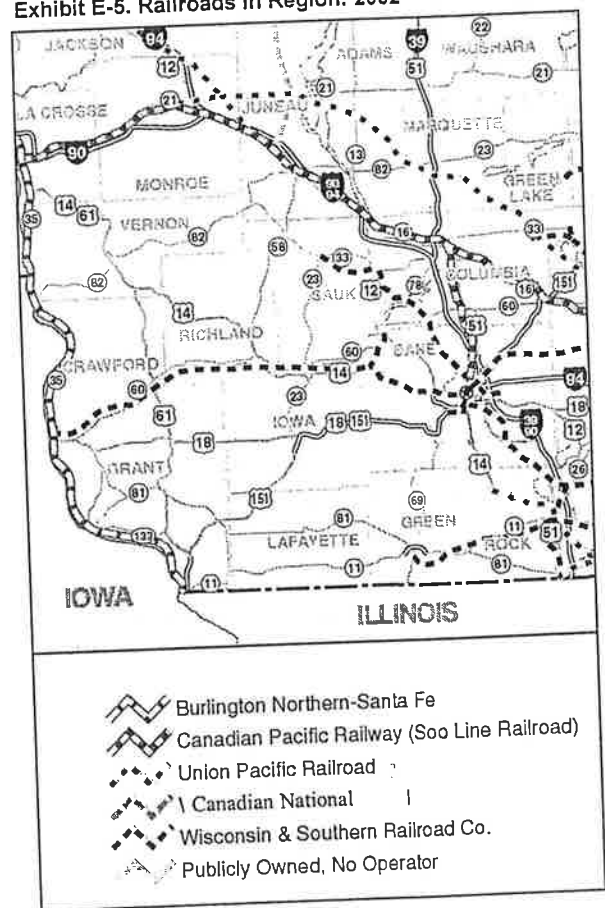 Exhibit E-5. Railroads in Region: 2002
JACKSON 94 ADAMS 39 22 WAUSHARA
12 51
21 JUNEAU 21 21
LA CROSSE MARQUETTE
90 13 23
MONROE 82 GREEN
90 94 LAKE
35 14 61
VERNON 16 33
82 58 33
23 COLUMBIA
82 SAUK 12 78 16 151
14 60
RICHLAND 51
CRAWFORD 60 DANE
35 14 94
60 23
61 IOWA 18 151 18
18 12
GRANT 14 26
81 151 69
81 GREEN 11
133 LAFAYETTE ROCK 51
11 11 81
IOWA ILLINOIS
Burlington Northern-Santa Fe
Canadian Pacific Railway (Soo Line Railroad)
Union Pacific Railroad
Canadian National
Wisconsin & Southern Railroad Co.
Publicly Owned, No Operator